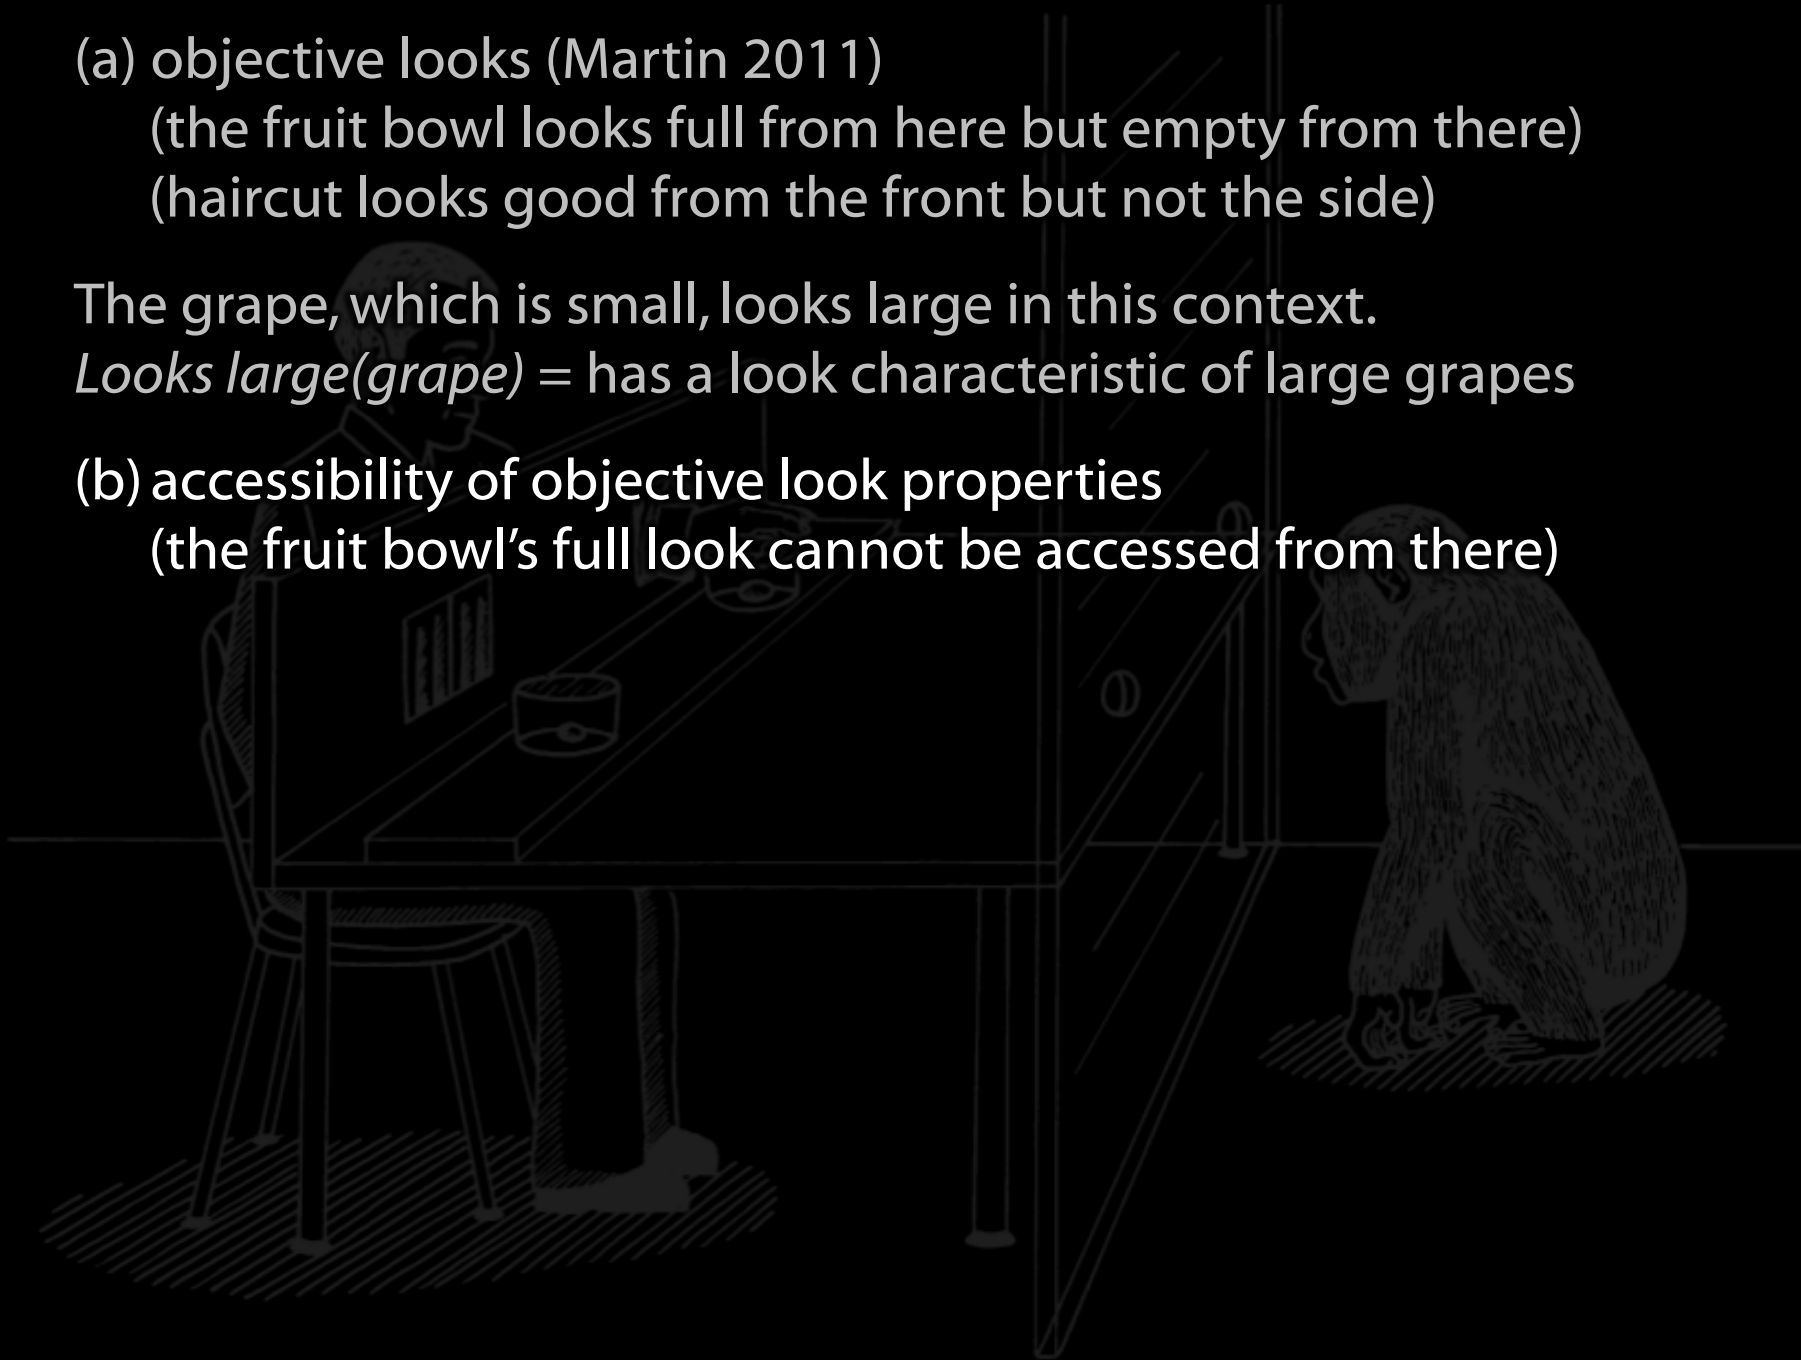 (a) objective looks (Martin 2011)
(the fruit bowl looks full from here but empty from there)
(haircut looks good from the front but not the side)
The grape, which is small, looks large in this context.
Looks large(grape) = has a look characteristic of large grapes
(b) accessibility of objective look properties
(the fruit bowl’s full look cannot be accessed from there)